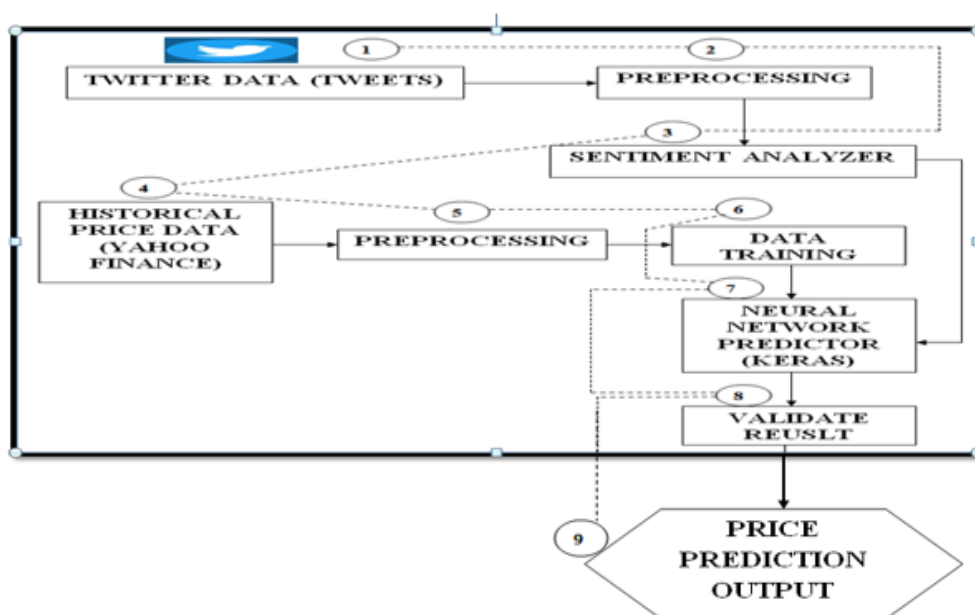 1
2
TWITTER DATA (TWEETS)
PREPROCESSING
3
SENTIMENT ANALYZER
4
5
6
HISTORICAL
PRICE DATA
(YAHOO
FINANCE)
PREPROCESSING
DATA
TRAINING
7
NEURAL
NETWORK
PREDICTOR
(KERAS)
8
VALIDATE
REUSLT
9
PRICE
PREDICTION
OUTPUT